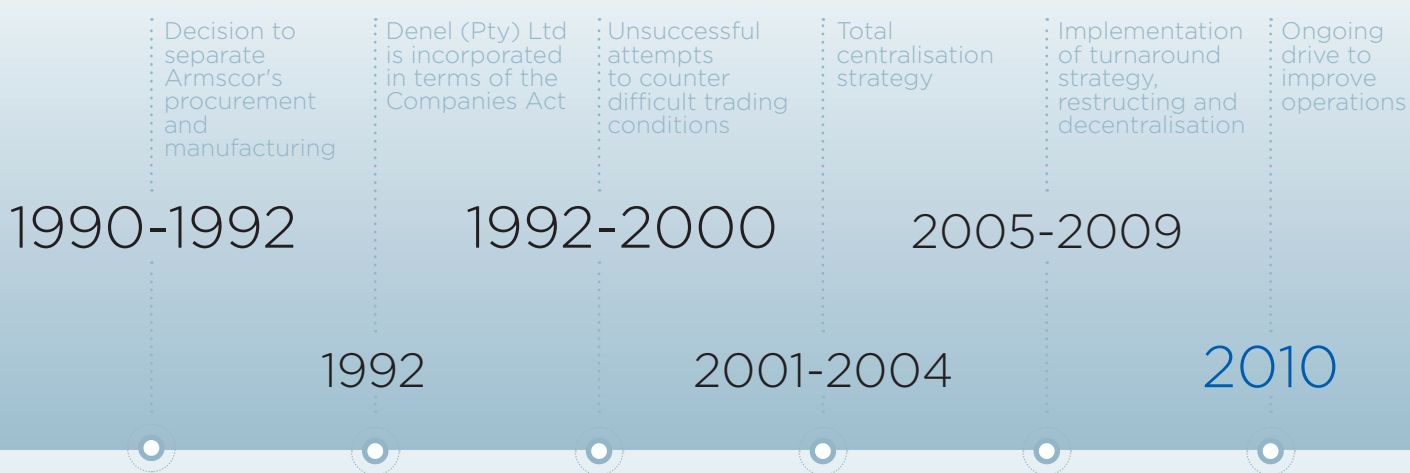 Decision to
separate
Armscor's
procurement
and
manufacturing
Denel (Pty) Ltd
is incorporated
in terms of the
Companies Act
Unsuccessful
attempts
to counter
difficult trading
conditions
Total
centralisation
strategy
Implementation
of turnaround
strategy,
restructing and
decentralisation
Ongoing
drive to
improve
operations
1990-1992
1992-2000
2005-2009
1992
2001-2004
2010